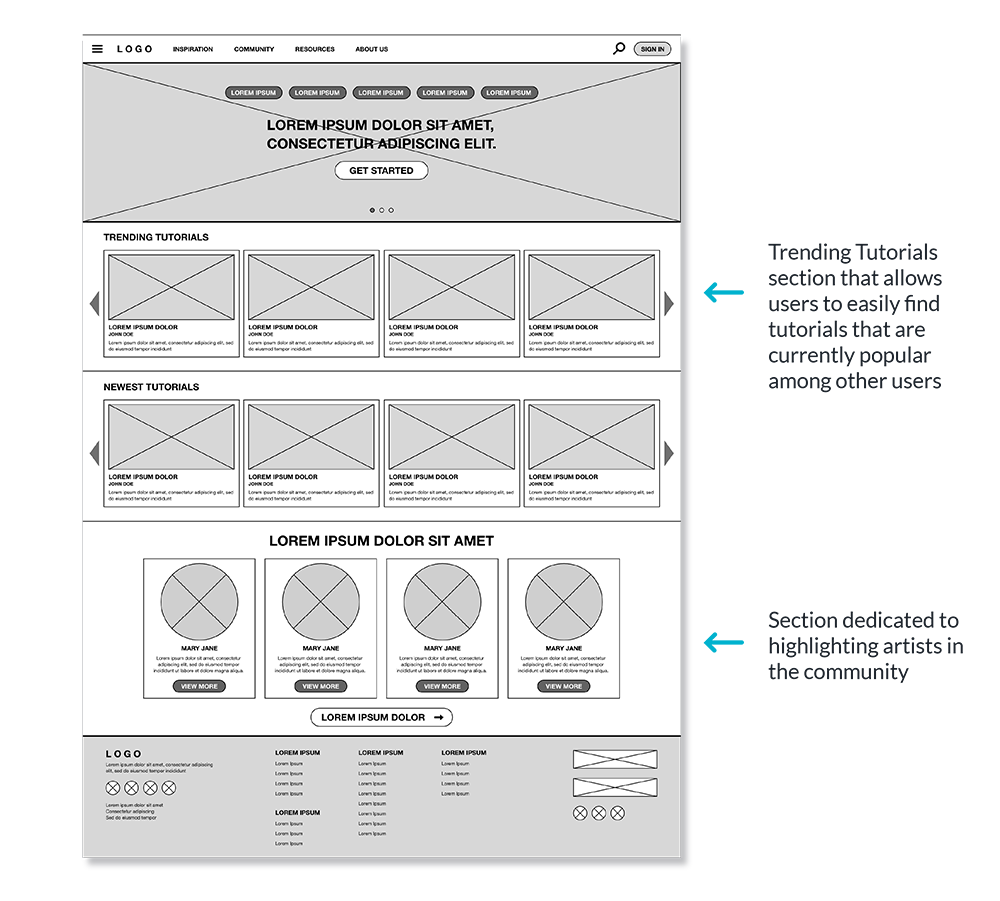 LOGO INSPIRATION COMMUNITY RESOURCES ABOUT US SIGN IN
LOREM IPSUM LOREM IPSUM LOREM IPSUM LOREM IPSUM LOREM IPSUM
LOREM IPSUM DOLOR SIT AMET,
CONSECTETUR ADIPISCING ELIT.
GET STARTED
TRENDING TUTORIALS
LOREM IPSUM DOLOR
JOHN DOE
Lorem ipsum dolor sit amet, consectetur adipiscing elit, sed
do eiusmod tempor incididunt
LOREM IPSUM DOLOR
JOHN DOE
Lorem ipsum dolor sit amet, consectetur adipiscing elit, sed
do eiusmod tempor incididunt
LOREM IPSUM DOLOR
JOHN DOE
Lorem ipsum dolor sit amet, consectetur adipiscing elit, sed
do eiusmod tempor incididunt
LOREM IPSUM DOLOR
JOHN DOE
Lorem ipsum dolor sit amet, consectetur adipiscing elit, sed
do eiusmod tempor incididunt
Trending Tutorials
section that allows
users to easily find
tutorials that are
currently popular
among other users
NEWEST TUTORIALS
LOREM IPSUM DOLOR
JOHN DOE
Lorem ipsum dolor sit amet, consectetur adipiscing elit, sed
do eiusmod tempor incididunt
LOREM IPSUM DOLOR
JOHN DOE
Lorem ipsum dolor sit amet, consectetur adipiscing elit, sed
do eiusmod tempor incididunt
LOREM IPSUM DOLOR
JOHN DOE
Lorem ipsum dolor sit amet, consectetur adipiscing elit, sed
do eiusmod tempor incididunt
LOREM IPSUM DOLOR
JOHN DOE
Lorem ipsum dolor sit amet, consectetur adipiscing elit, sed
do eiusmod tempor incididunt
LOREM IPSUM DOLOR SIT AMET
MARY JANE
Lorem ipsum dolor sit amet, consectetur
adipiscing elit, sed do eiusmod tempor
incididunt ut labore et dolore magna aliqua.
VIEW MORE
MARY JANE
Lorem ipsum dolor sit amet, consectetur
adipiscing elit, sed do eiusmod tempor
incididunt ut labore et dolore magna aliqua.
VIEW MORE
MARY JANE
Lorem ipsum dolor sit amet, consectetur
adipiscing elit, sed do eiusmod tempor
incididunt ut labore et dolore magna aliqua.
VIEW MORE
MARY JANE
Lorem ipsum dolor sit amet, consectetur
adipiscing elit, sed do eiusmod tempor
incididunt ut labore et dolore magna aliqua.
VIEW MORE
Section dedicated to
highlighting artists in
the community
LOREM IPSUM DOLOR
LOGO
Lorem ipsum dolor sit amet, consectetur adipiscing
elit, sed do eiusmod tempor incididunt
Lorem ipsum dolor sit amet
Consectetur adipiscing
Sed do eiusmod tempor
LOREM IPSUM
Lorem Ipsum
Lorem Ipsum
Lorem Ipsum
Lorem Ipsum
LOREM IPSUM
Lorem Ipsum
Lorem Ipsum
Lorem Ipsum
LOREM IPSUM
Lorem Ipsum
Lorem Ipsum
Lorem Ipsum
Lorem Ipsum
Lorem Ipsum
Lorem Ipsum
Lorem Ipsum
Lorem Ipsum
LOREM IPSUM
Lorem Ipsum
Lorem Ipsum
Lorem Ipsum
Lorem Ipsum